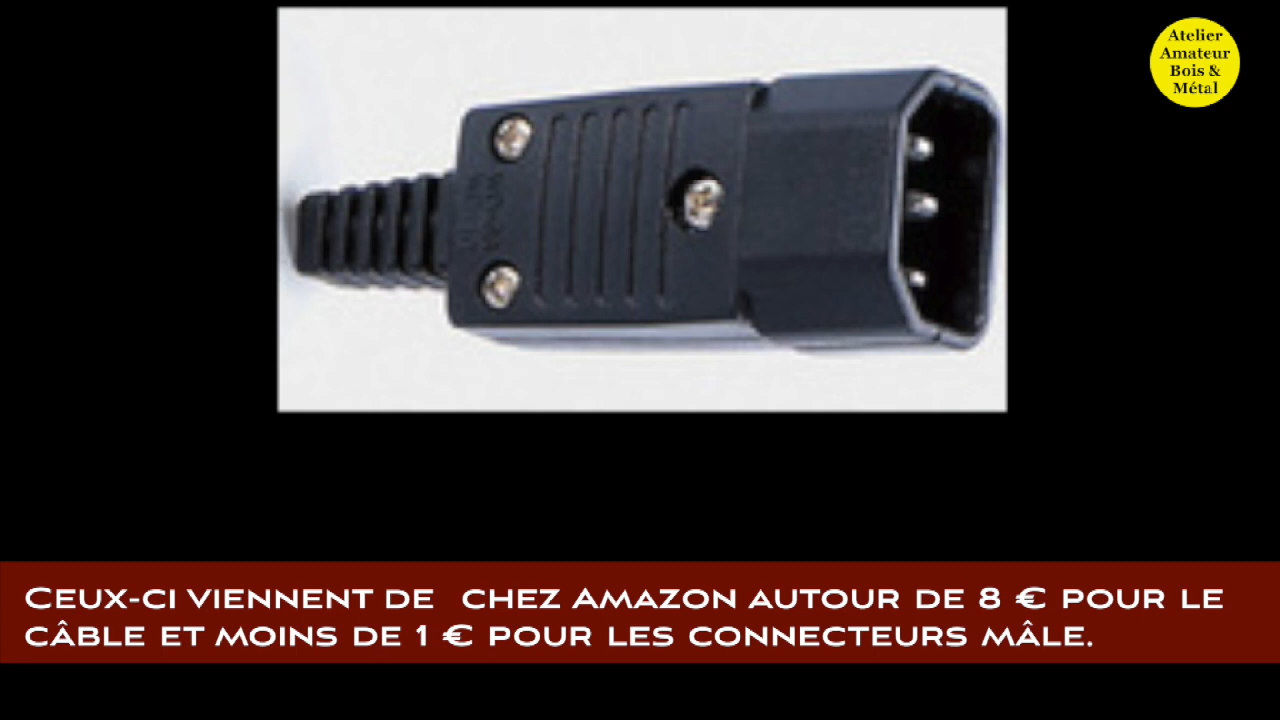 Atelier
Amateur
Bois &
Métal
Ceux-ci viennent de chez Amazon autour de 8 € pour le
câble et moins de 1 € pour les connecteurs mâle.